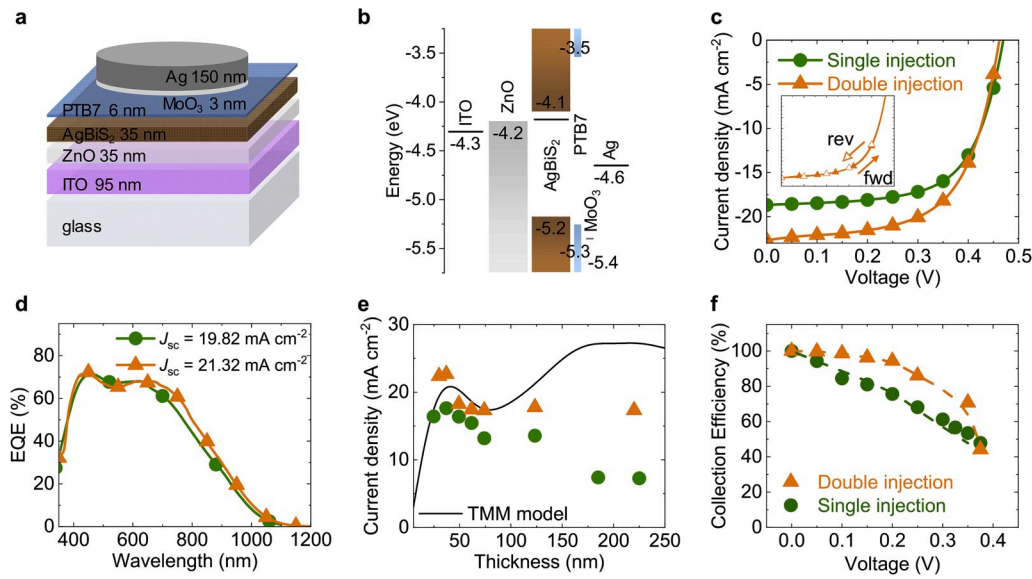 a
Ag 150 nm
MoO₃ 3 nm
PTB7 6 nm
AgBiS₂ 35 nm
ZnO 35 nm
ITO 95 nm
glass
b
Energy (eV)
-3.5
-4.0
-4.5
-5.0
-5.5
ITO
-4.3
ZnO
-4.2
AgBiS₂
-4.1
-5.2
PTB7
-3.5
-5.3
MoO₃
-5.4
Ag
-4.6
c
Current density (mA cm⁻²)
0
-5
-10
-15
-20
Single injection
Double injection
rev
fwd
0.0 0.1 0.2 0.3 0.4 0.5
Voltage (V)
d
EQE (%)
80
60
40
20
0
Jsc = 19.82 mA cm⁻²
Jsc = 21.32 mA cm⁻²
400 600 800 1000 1200
Wavelength (nm)
e
Current density (mA cm⁻²)
30
20
10
0
TMM model
50 100 150 200 250
Thickness (nm)
f
Collection Efficiency (%)
100
80
60
40
20
0
Double injection
Single injection
0.0 0.1 0.2 0.3 0.4
Voltage (V)